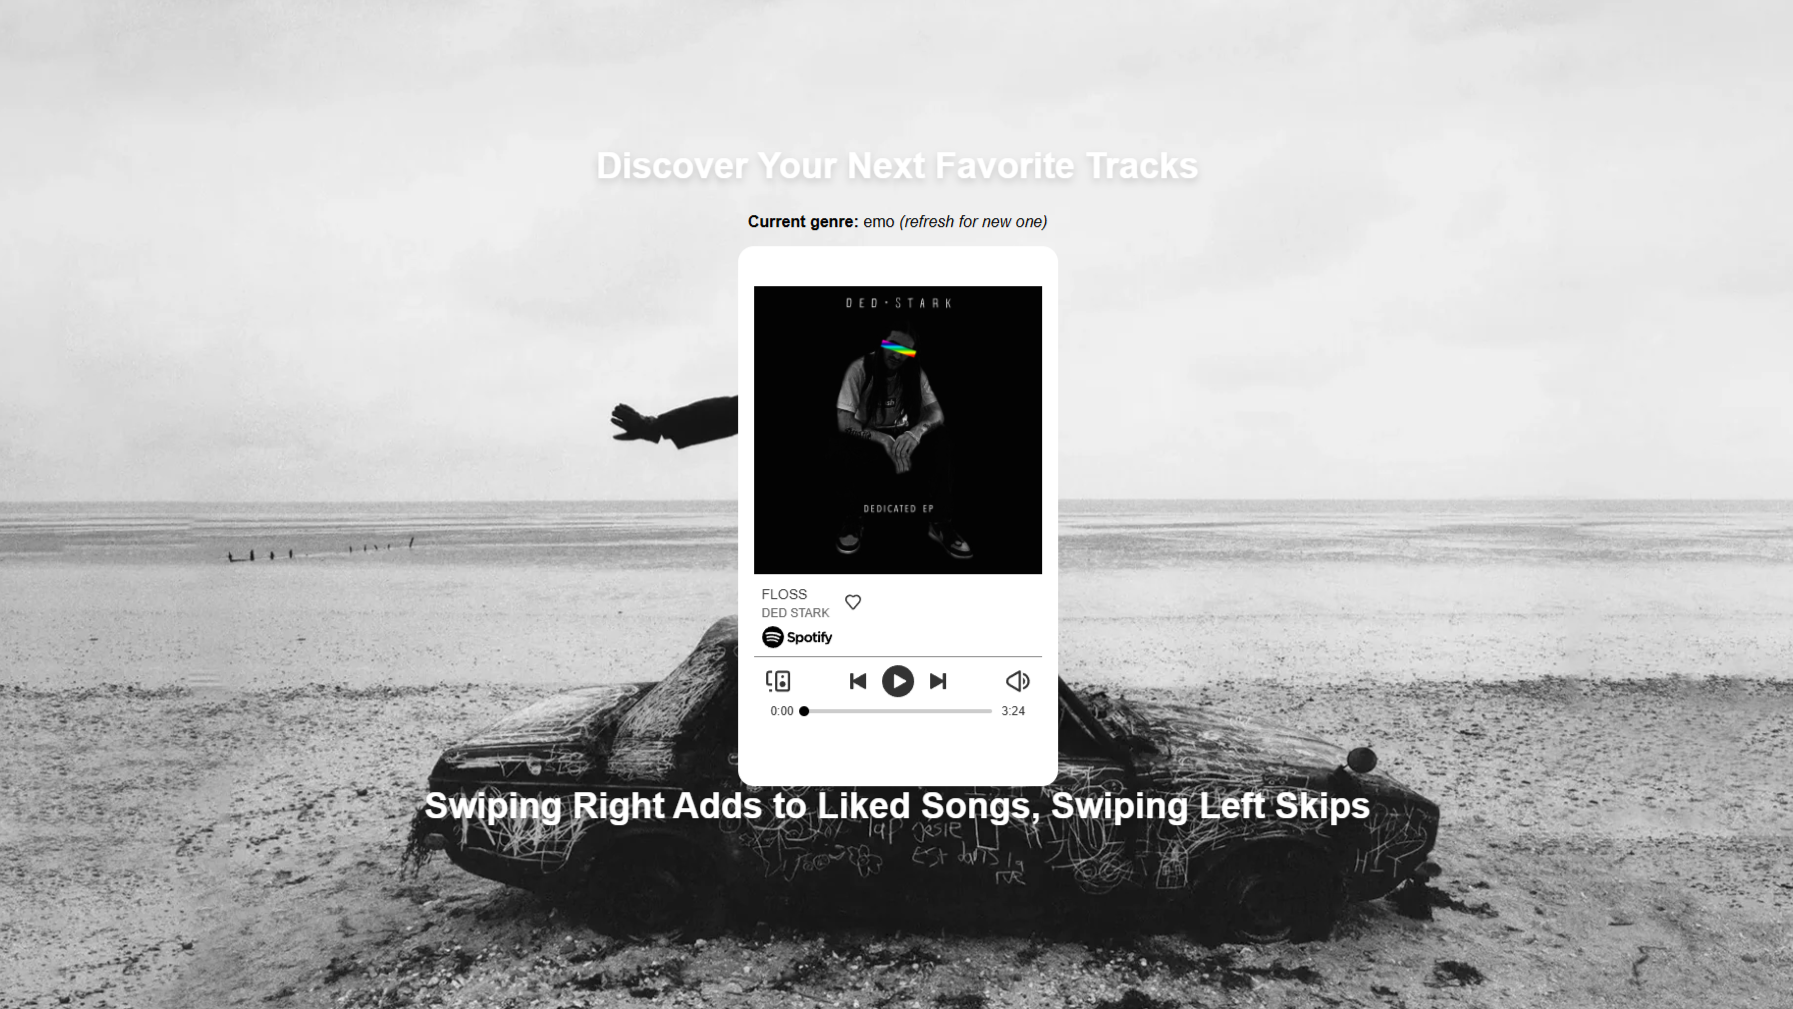 Discover Your Next Favorite Tracks
Current genre: emo (refresh for new one)
DED·STARK
DEDICATED EP
FLOSS
DED STARK
Spotify
0:00
3:24
Swiping Right Adds to Liked Songs, Swiping Left Skips